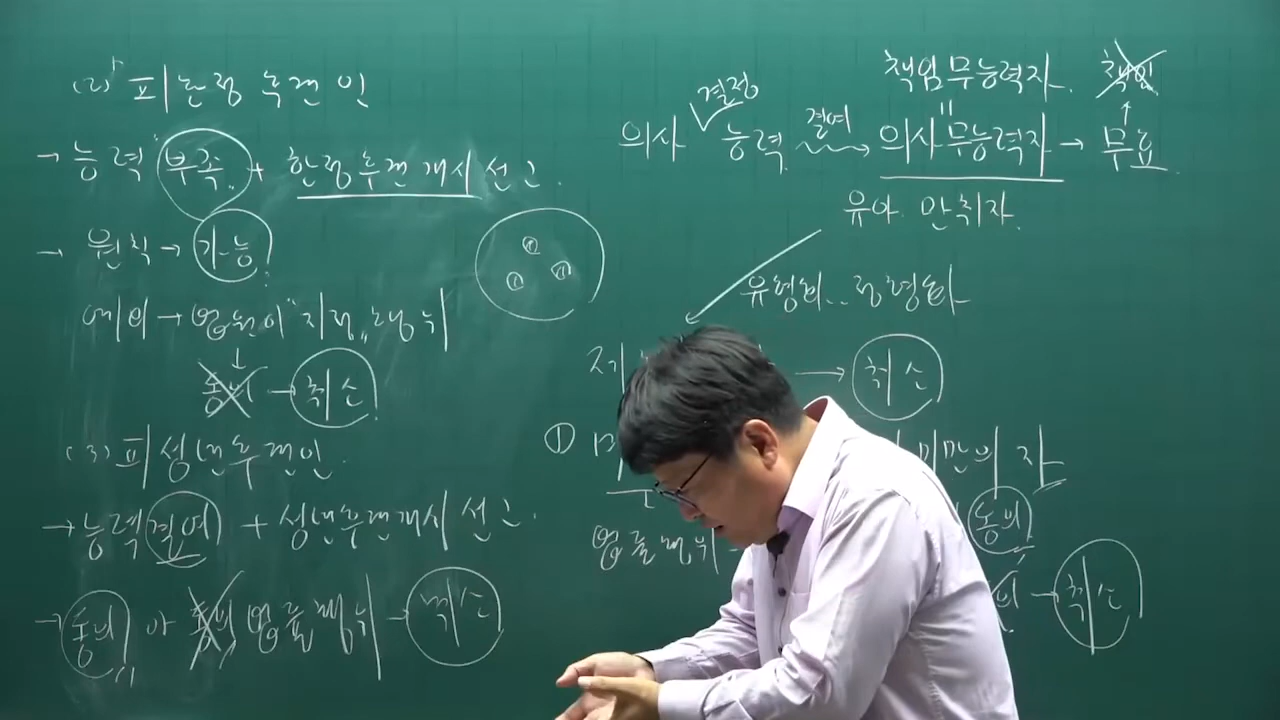 (2) 피한정후견인
→ 능력 "부족" + 한정후견개시 선고.
→ 원칙 → 가능
예외 → 법원이 "지정" 행위
↓
동의 → 취소
(3) 피성년후견인.
→ 능력 결여 + 성년후견개시 선고.
→ 동의 동의 법률행위 → 취소
책임무능력자. 책임
결정
의사 ∨ 능력 결여 → 의사무능력자 → 무효
유아. 만취자.
유형화.. 정형화
→ 취소
① 미만의 자
법률행위 동의
→ 취소